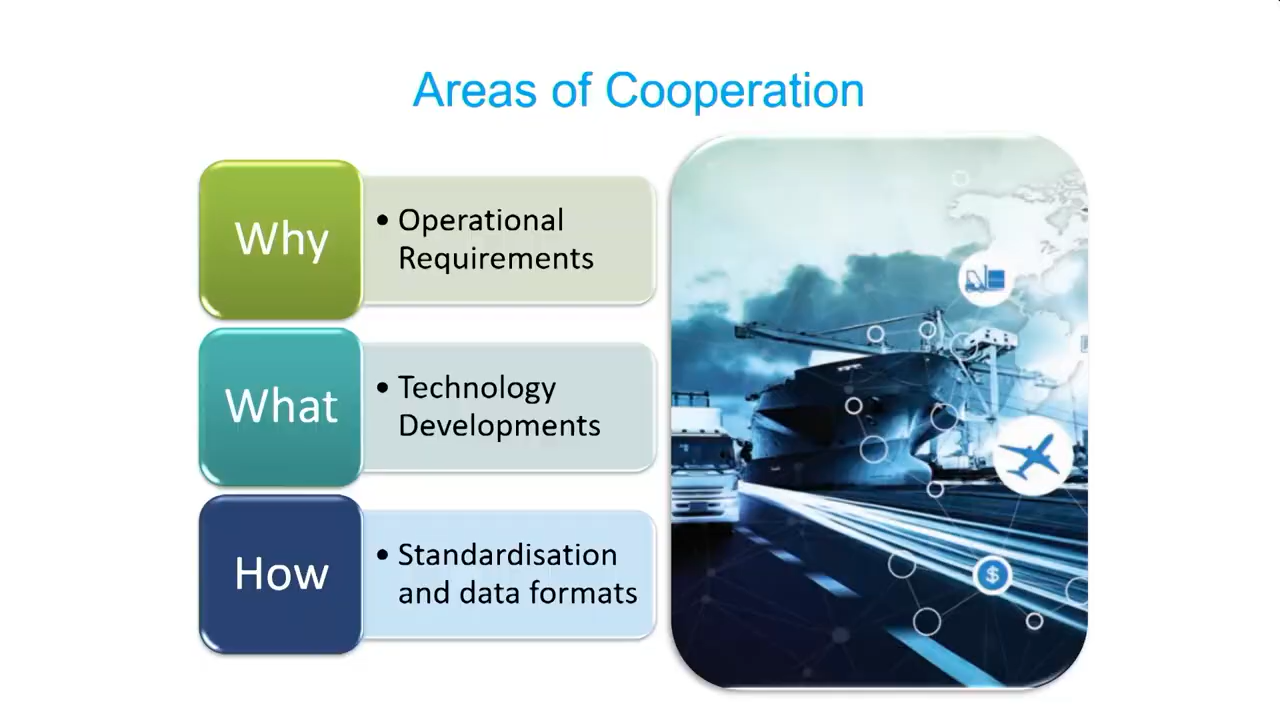 Areas of Cooperation
Why
• Operational
Requirements
What
• Technology
Developments
How
• Standardisation
and data formats
$